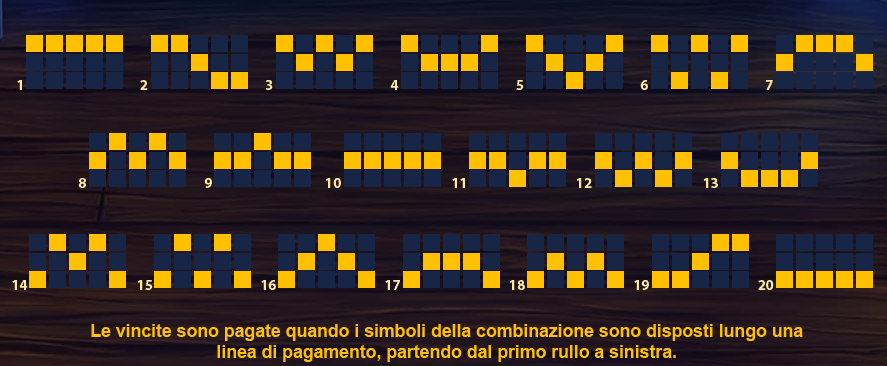 1 2 3 4 5 6 7
8 9 10 11 12 13
14 15 16 17 18 19 20
Le vincite sono pagate quando i simboli della combinazione sono disposti lungo una
linea di pagamento, partendo dal primo rullo a sinistra.